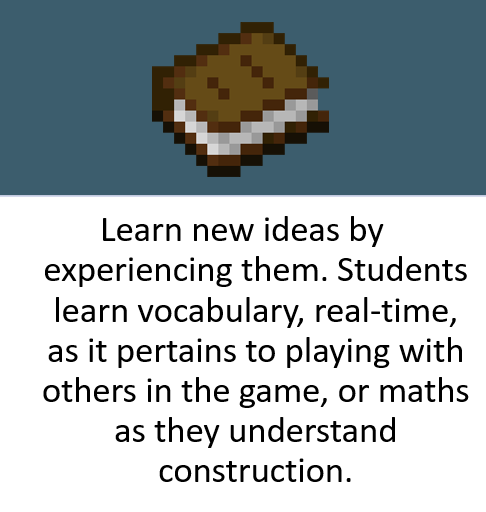 Learn new ideas by
experiencing them. Students
learn vocabulary, real-time,
as it pertains to playing with
others in the game, or maths
as they understand
construction.